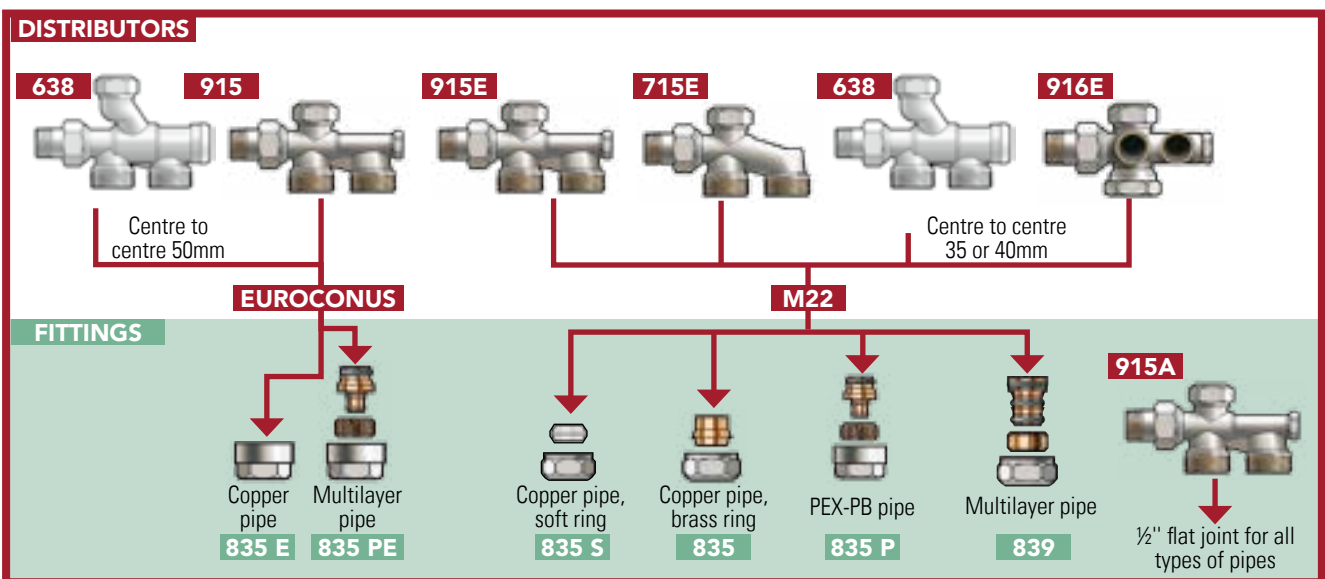 DISTRIBUTORS
638
915
915E
715E
638
916E
Centre to
centre 50mm
Centre to centre
35 or 40mm
EUROCONUS
M22
FITTINGS
915A
Copper
pipe
835 E
Multilayer
pipe
835 PE
Copper pipe,
soft ring
835 S
Copper pipe,
brass ring
835
PEX-PB pipe
835 P
Multilayer pipe
839
½'' flat joint for all
types of pipes